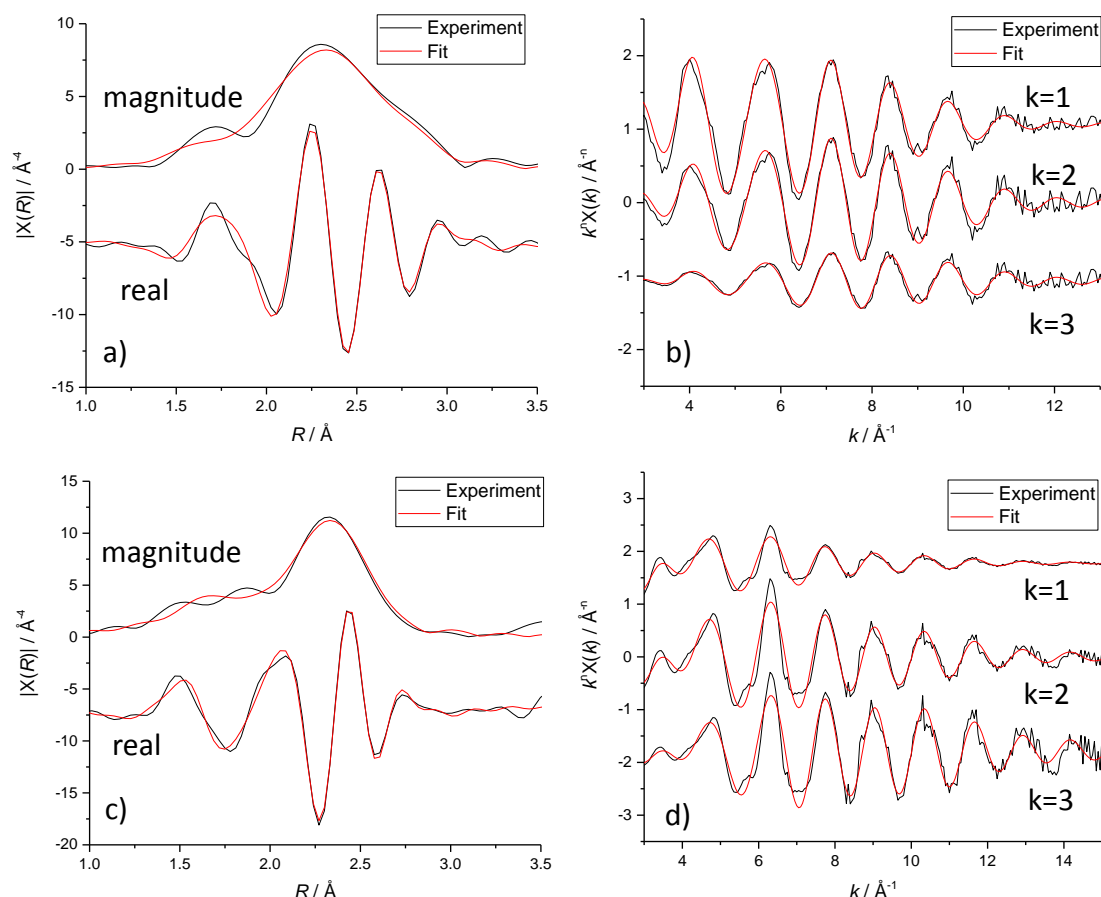 10
5
0
-5
-10
-15
|X(R)| / Å⁻⁴
Experiment
Fit
magnitude
real
a)
1.0 1.5 2.0 2.5 3.0 3.5
R / Å
2
1
0
-1
-2
kⁿX(k) / Å⁻ⁿ
Experiment
Fit
k=1
k=2
k=3
b)
4 6 8 10 12
k / Å⁻¹
15
10
5
0
-5
-10
-15
-20
|X(R)| / Å⁻⁴
Experiment
Fit
magnitude
real
c)
1.0 1.5 2.0 2.5 3.0 3.5
R / Å
3
2
1
0
-1
-2
-3
kⁿX(k) / Å⁻ⁿ
Experiment
Fit
k=1
k=2
k=3
d)
4 6 8 10 12 14
k / Å⁻¹